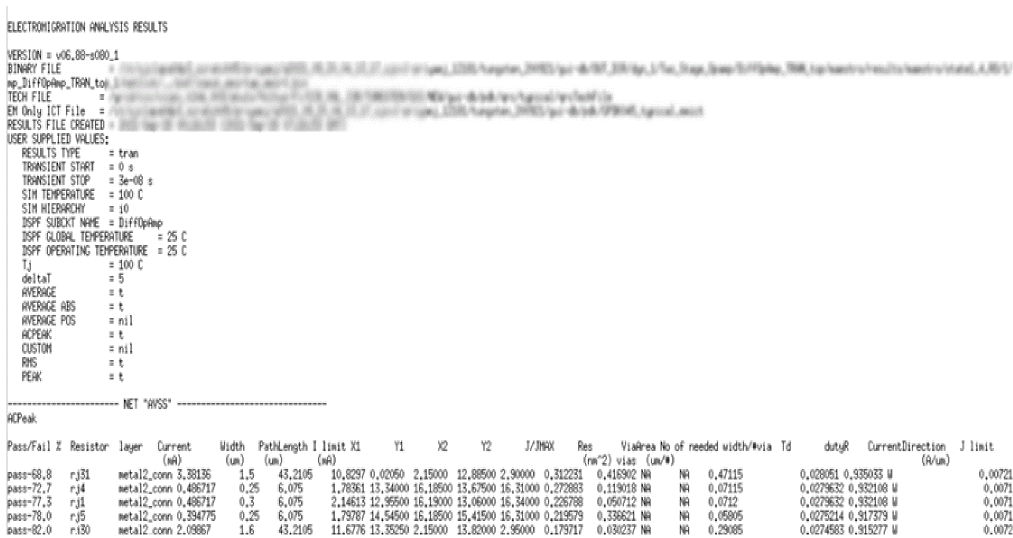 ELECTROMIGRATION ANALYSIS RESULTS
VERSION = v06.88-s080_1
BINARY FILE =
mp_DiffOpAmp_TRAN_top
TECH FILE =
EM Only ICT File =
RESULTS FILE CREATED =
USER SUPPLIED VALUES:
RESULTS TYPE = tran
TRANSIENT START = 0 s
TRANSIENT STOP = 3e-08 s
SIM TEMPERATURE = 100 C
SIM HIERARCHY = i0
DSPF SUBCKT NAME = DiffOpAmp
DSPF GLOBAL TEMPERATURE = 25 C
DSPF OPERATING TEMPERATURE = 25 C
Tj = 100 C
deltaT = 5
AVERAGE = t
AVERAGE ABS = t
AVERAGE POS = nil
ACPEAK = t
CUSTOM = nil
RMS = t
PEAK = t
------------------------ NET "AVSS" --------------------------------
ACPeak
Pass/Fail % Resistor layer Current Width PathLength I limit X1 Y1 X2 Y2 J/JMAX Res ViaArea No of needed width/#via Td dutyR CurrentDirection J limit
(mA) (um) (um) (mA) (nm^2) vias (um/#) (A/um)
pass-68.8 rj31 metal2_conn 3.38136 1.5 43.2105 10.8297 0.02050 2.15000 12.88500 2.90000 0.312231 0.416902 NA NA 0.47115 0.028051 0.935033 W 0.00721
pass-72.7 rj4 metal2_conn 0.486717 0.25 6.075 1.78361 13.34000 16.18500 13.67500 16.31000 0.272883 0.119018 NA NA 0.07115 0.0279632 0.932108 W 0.0071
pass-77.3 rj1 metal2_conn 0.486717 0.3 6.075 2.14613 12.95500 16.19000 13.06000 16.34000 0.226788 0.050712 NA NA 0.0712 0.0279632 0.932108 W 0.0071
pass-78.0 rj5 metal2_conn 0.394775 0.25 6.075 1.79787 14.54500 16.18500 15.41500 16.31000 0.219579 0.336621 NA NA 0.05805 0.0275214 0.917379 W 0.0071
pass-82.0 rj30 metal2_conn 2.09867 1.6 43.2105 11.6776 13.35250 2.15000 13.82000 2.95000 0.179717 0.030237 NA NA 0.29085 0.0274583 0.915277 W 0.0072